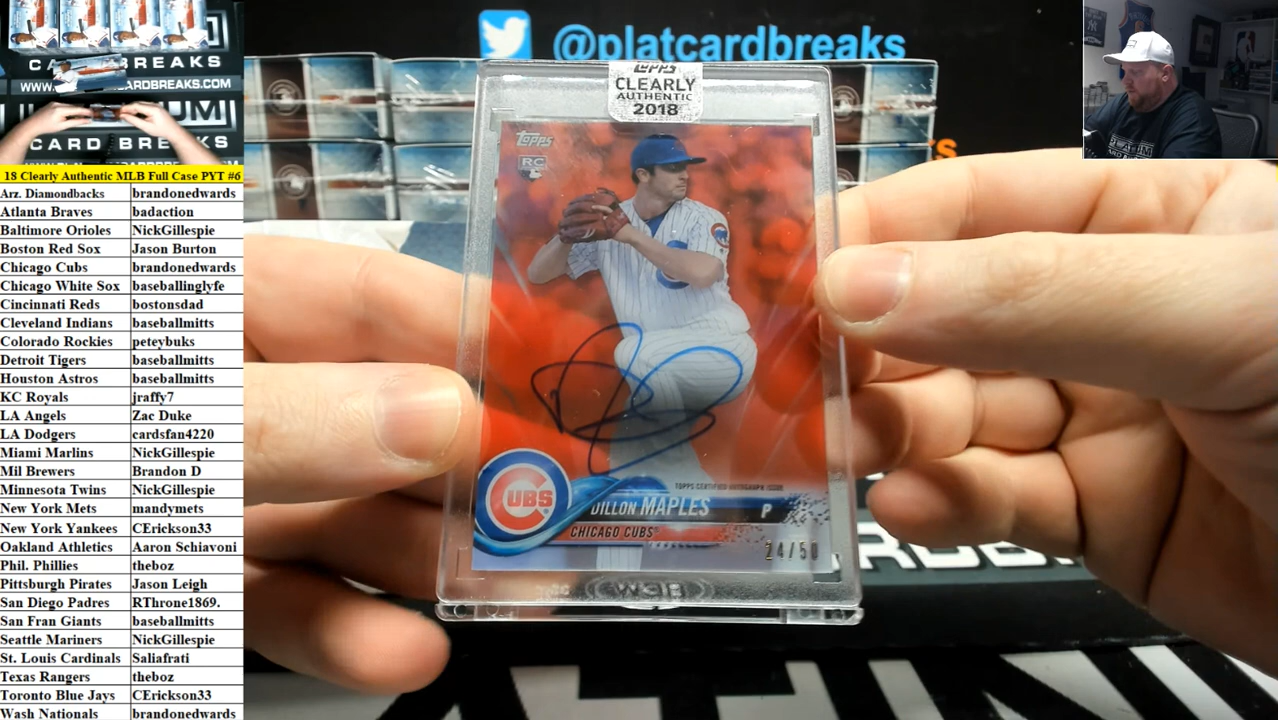 CARD BREAKS
CARDBREAKS.COM
CARD BREAKS
18 Clearly Authentic MLB Full Case PYT #6
Arz. Diamondbacks brandonedwards
Atlanta Braves badaction
Baltimore Orioles NickGillespie
Boston Red Sox Jason Burton
Chicago Cubs brandonedwards
Chicago White Sox baseballinglyfe
Cincinnati Reds bostonsdad
Cleveland Indians baseballmitts
Colorado Rockies peteybuks
Detroit Tigers baseballmitts
Houston Astros baseballmitts
KC Royals jraffy7
LA Angels Zac Duke
LA Dodgers cardsfan4220
Miami Marlins NickGillespie
Mil Brewers Brandon D
Minnesota Twins NickGillespie
New York Mets mandymets
New York Yankees CErickson33
Oakland Athletics Aaron Schiavoni
Phil. Phillies theboz
Pittsburgh Pirates Jason Leigh
San Diego Padres RThrone1869.
San Fran Giants baseballmitts
Seattle Mariners NickGillespie
St. Louis Cardinals Saliafrati
Texas Rangers theboz
Toronto Blue Jays CErickson33
Wash Nationals brandonedwards
@platcardbreaks
TOPPS
CLEARLY
AUTHENTIC
2018
Topps
RC
TOPPS CERTIFIED AUTOGRAPH ISSUE
CUBS
DILLON MAPLES P
CHICAGO CUBS
24/50